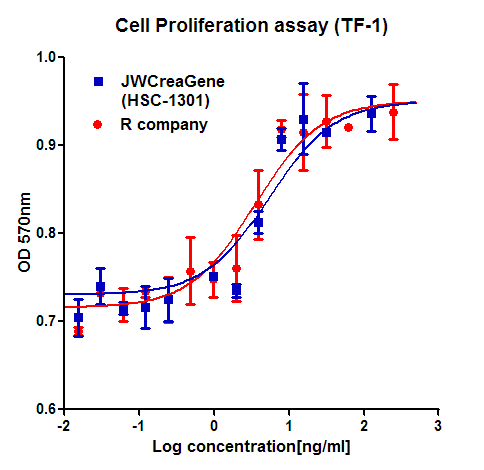 Cell Proliferation assay (TF-1)
1.0
JWCreaGene
(HSC-1301)
R company
0.9
OD 570nm
0.8
0.7
0.6
-2 -1 0 1 2 3
Log concentration[ng/ml]